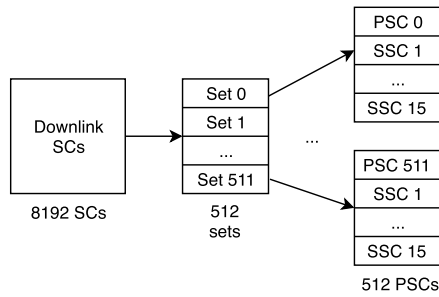 Downlink
SCs
8192 SCs
Set 0
Set 1
...
Set 511
512
sets
...
PSC 0
SSC 1
...
SSC 15
PSC 511
SSC 1
...
SSC 15
512 PSCs